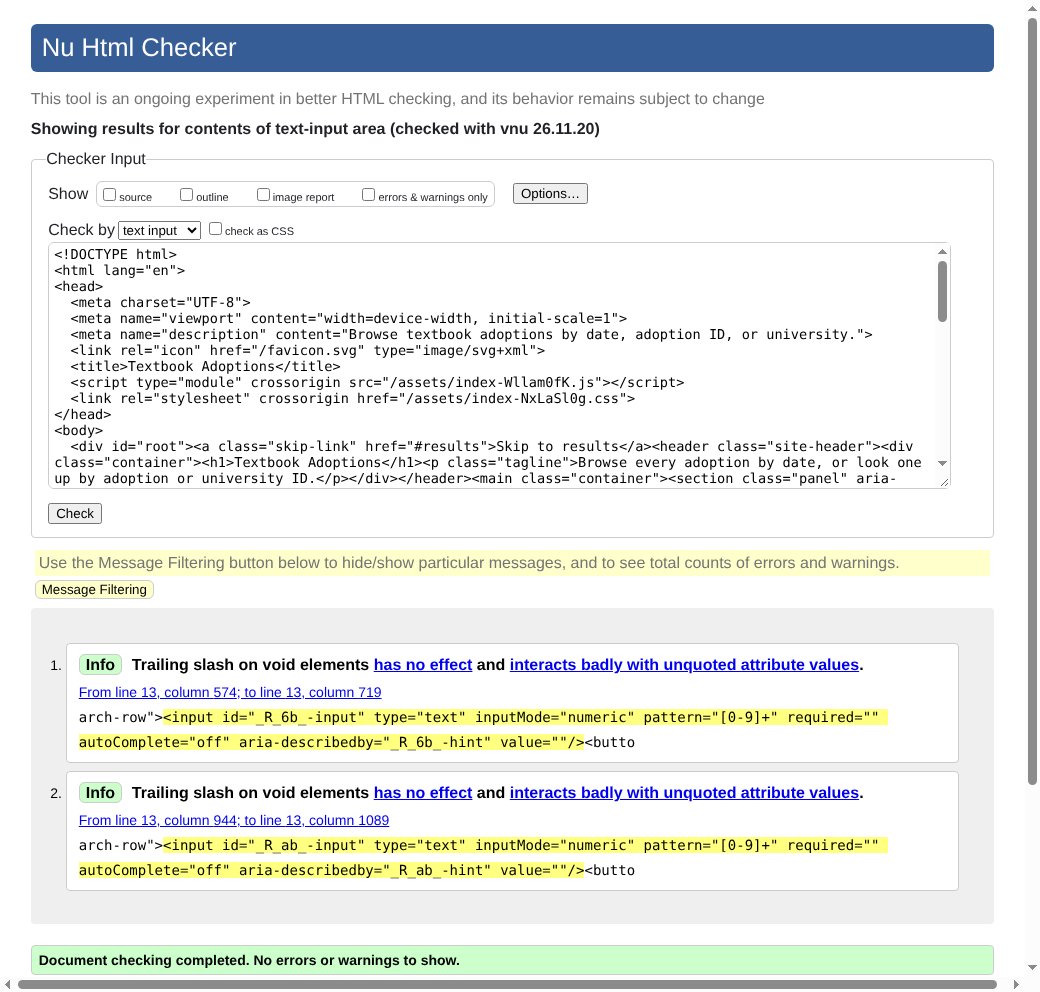 Nu Html Checker
This tool is an ongoing experiment in better HTML checking, and its behavior remains subject to change
Showing results for contents of text-input area (checked with vnu 26.11.20)
Checker Input
Show source outline image report errors & warnings only Options…
Check by text input check as CSS
<!DOCTYPE html>
<html lang="en">
<head>
  <meta charset="UTF-8">
  <meta name="viewport" content="width=device-width, initial-scale=1">
  <meta name="description" content="Browse textbook adoptions by date, adoption ID, or university.">
  <link rel="icon" href="/favicon.svg" type="image/svg+xml">
  <title>Textbook Adoptions</title>
  <script type="module" crossorigin src="/assets/index-Wllam0fK.js"></script>
  <link rel="stylesheet" crossorigin href="/assets/index-NxLaSl0g.css">
</head>
<body>
  <div id="root"><a class="skip-link" href="#results">Skip to results</a><header class="site-header"><div
class="container"><h1>Textbook Adoptions</h1><p class="tagline">Browse every adoption by date, or look one
up by adoption or university ID.</p></div></header><main class="container"><section class="panel" aria-
Check
Use the Message Filtering button below to hide/show particular messages, and to see total counts of errors and warnings.
Message Filtering
1. Info Trailing slash on void elements has no effect and interacts badly with unquoted attribute values.
From line 13, column 574; to line 13, column 719
arch-row"><input id="_R_6b_-input" type="text" inputMode="numeric" pattern="[0-9]+" required=""
autoComplete="off" aria-describedby="_R_6b_-hint" value=""/><butto
2. Info Trailing slash on void elements has no effect and interacts badly with unquoted attribute values.
From line 13, column 944; to line 13, column 1089
arch-row"><input id="_R_ab_-input" type="text" inputMode="numeric" pattern="[0-9]+" required=""
autoComplete="off" aria-describedby="_R_ab_-hint" value=""/><butto
Document checking completed. No errors or warnings to show.